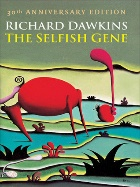 30TH ANNIVERSARY EDITION
RICHARD DAWKINS
THE SELFISH GENE